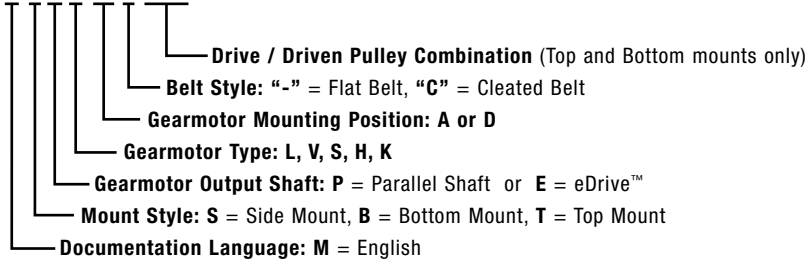 Drive / Driven Pulley Combination (Top and Bottom mounts only)
Belt Style: “-” = Flat Belt, “C” = Cleated Belt
Gearmotor Mounting Position: A or D
Gearmotor Type: L, V, S, H, K
Gearmotor Output Shaft: P = Parallel Shaft or E = eDrive™
Mount Style: S = Side Mount, B = Bottom Mount, T = Top Mount
Documentation Language: M = English